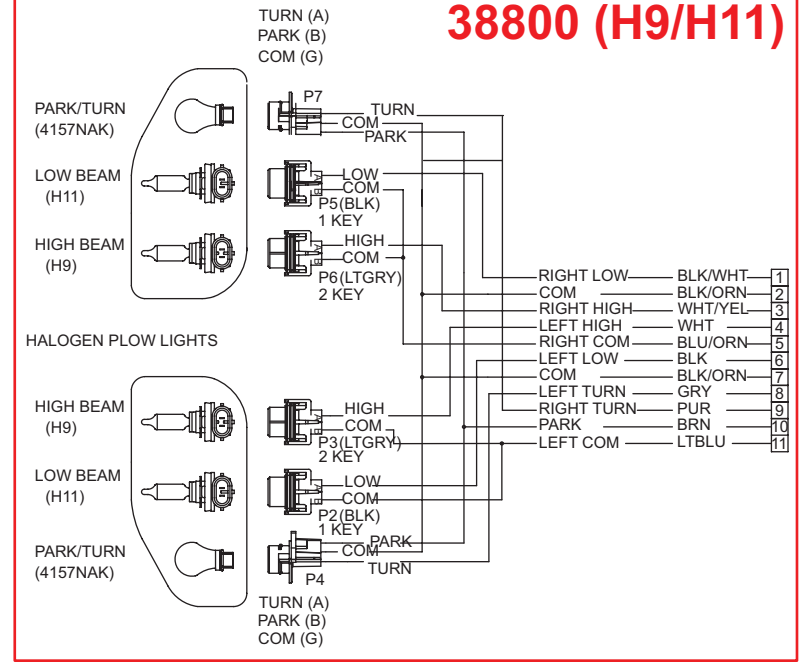 38800 (H9/H11)
TURN (A)
PARK (B)
COM (G)
PARK/TURN
(4157NAK)
P7
TURN
COM
PARK
LOW BEAM
(H11)
LOW
COM
P5(BLK)
1 KEY
HIGH BEAM
(H9)
HIGH
COM
P6(LTGRY)
2 KEY
RIGHT LOW BLK/WHT 1
COM BLK/ORN 2
RIGHT HIGH WHT/YEL 3
LEFT HIGH WHT 4
RIGHT COM BLU/ORN 5
LEFT LOW BLK 6
COM BLK/ORN 7
LEFT TURN GRY 8
RIGHT TURN PUR 9
PARK BRN 10
LEFT COM LTBLU 11
HALOGEN PLOW LIGHTS
HIGH BEAM
(H9)
HIGH
COM
P3(LTGRY)
2 KEY
LOW BEAM
(H11)
LOW
COM
P2(BLK)
1 KEY
PARK/TURN
(4157NAK)
PARK
COM
TURN
P4
TURN (A)
PARK (B)
COM (G)